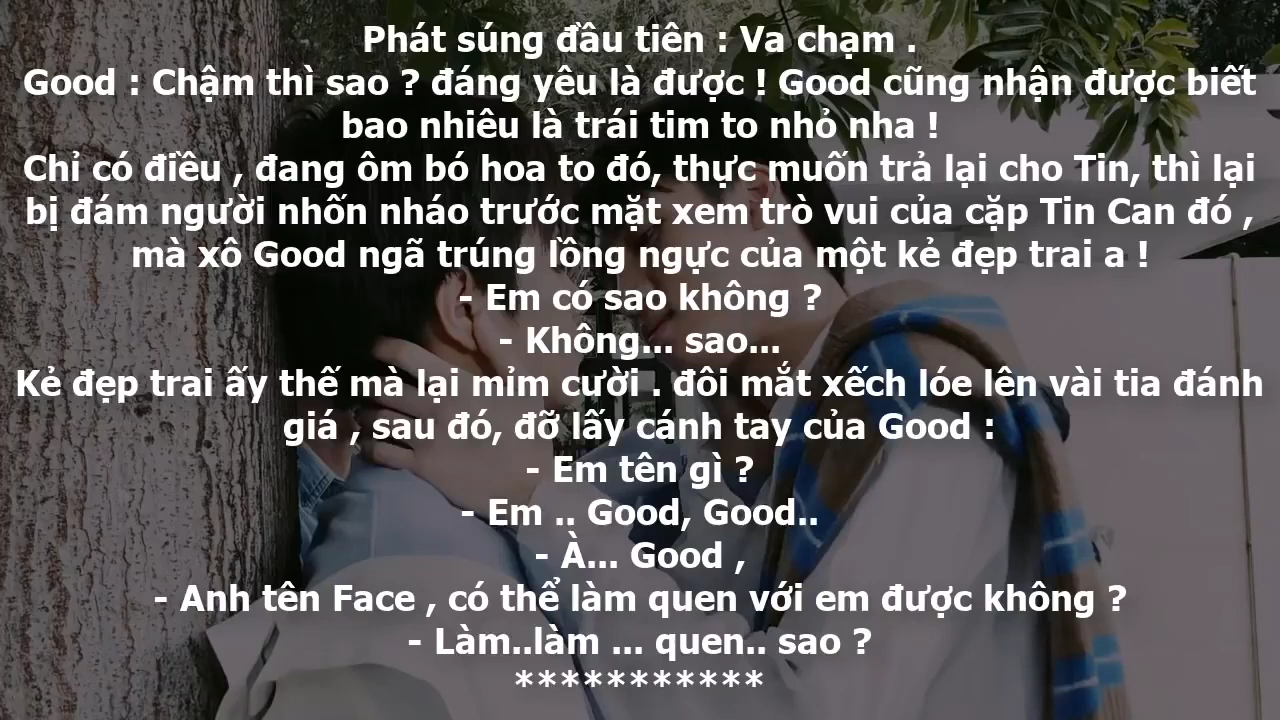 Phát súng đầu tiên : Va chạm .
Good : Chậm thì sao ? đáng yêu là được ! Good cũng nhận được biết
bao nhiêu là trái tim to nhỏ nha !
Chỉ có điều , đang ôm bó hoa to đó, thực muốn trả lại cho Tin, thì lại
bị đám người nhốn nháo trước mặt xem trò vui của cặp Tin Can đó ,
mà xô Good ngã trúng lồng ngực của một kẻ đẹp trai a !
- Em có sao không ?
- Không... sao...
Kẻ đẹp trai ấy thế mà lại mỉm cười . đôi mắt xếch lóe lên vài tia đánh
giá , sau đó, đỡ lấy cánh tay của Good :
- Em tên gì ?
- Em .. Good, Good..
- À... Good ,
- Anh tên Face , có thể làm quen với em được không ?
- Làm..làm ... quen.. sao ?
***********